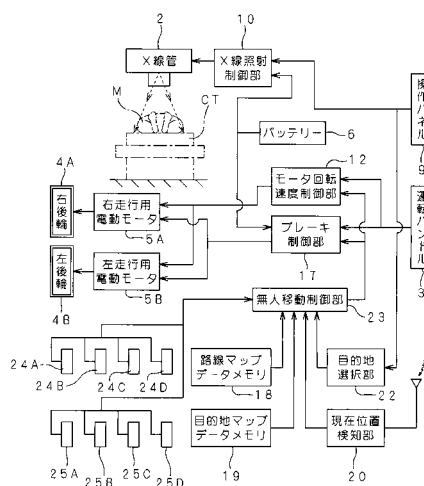 2
10
X線管
X線照射
制御部
M
CT
バッテリー
6
操作パネル
9
4A
12
右後輪
右走行用
電動モータ
モータ回転
速度制御部
5A
ブレーキ
制御部
運転ハンドル
3
左後輪
左走行用
電動モータ
17
4B
5B
無人移動制御部
23
24A
24B
24C
24D
路線マップ
データメモリ
18
目的地
選択部
22
25A
25B
25C
25D
目的地マップ
データメモリ
19
現在位置
検知部
20